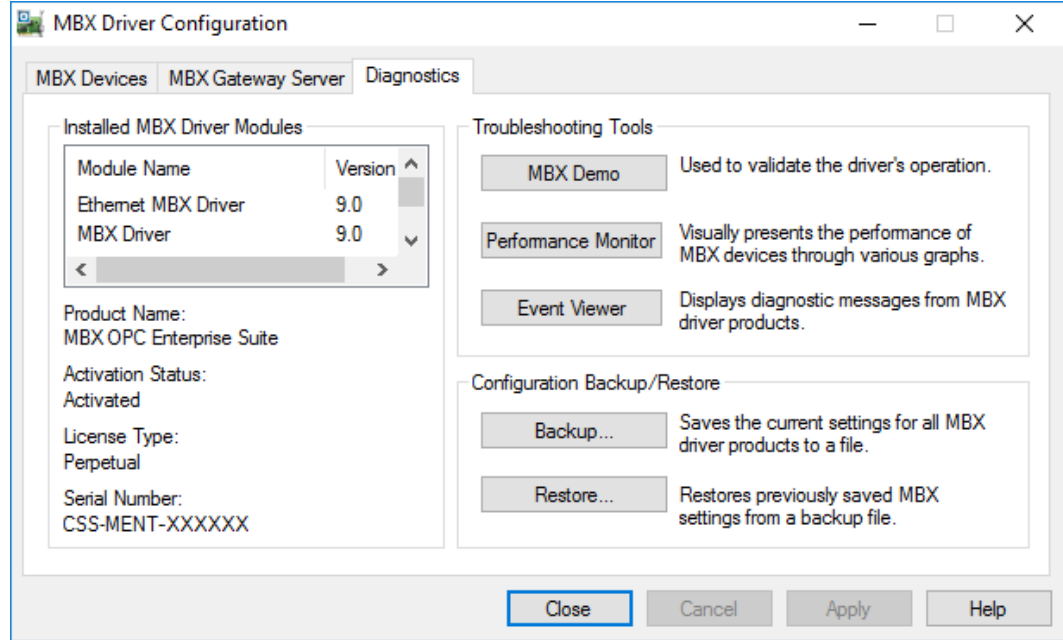 MBX Driver Configuration
MBX Devices MBX Gateway Server Diagnostics
Installed MBX Driver Modules
Module Name Version
Ethernet MBX Driver 9.0
MBX Driver 9.0
Product Name:
MBX OPC Enterprise Suite
Activation Status:
Activated
License Type:
Perpetual
Serial Number:
CSS-MENT-XXXXXX
Troubleshooting Tools
MBX Demo
Used to validate the driver's operation.
Performance Monitor
Visually presents the performance of
MBX devices through various graphs.
Event Viewer
Displays diagnostic messages from MBX
driver products.
Configuration Backup/Restore
Backup...
Saves the current settings for all MBX
driver products to a file.
Restore...
Restores previously saved MBX
settings from a backup file.
Close Cancel Apply Help